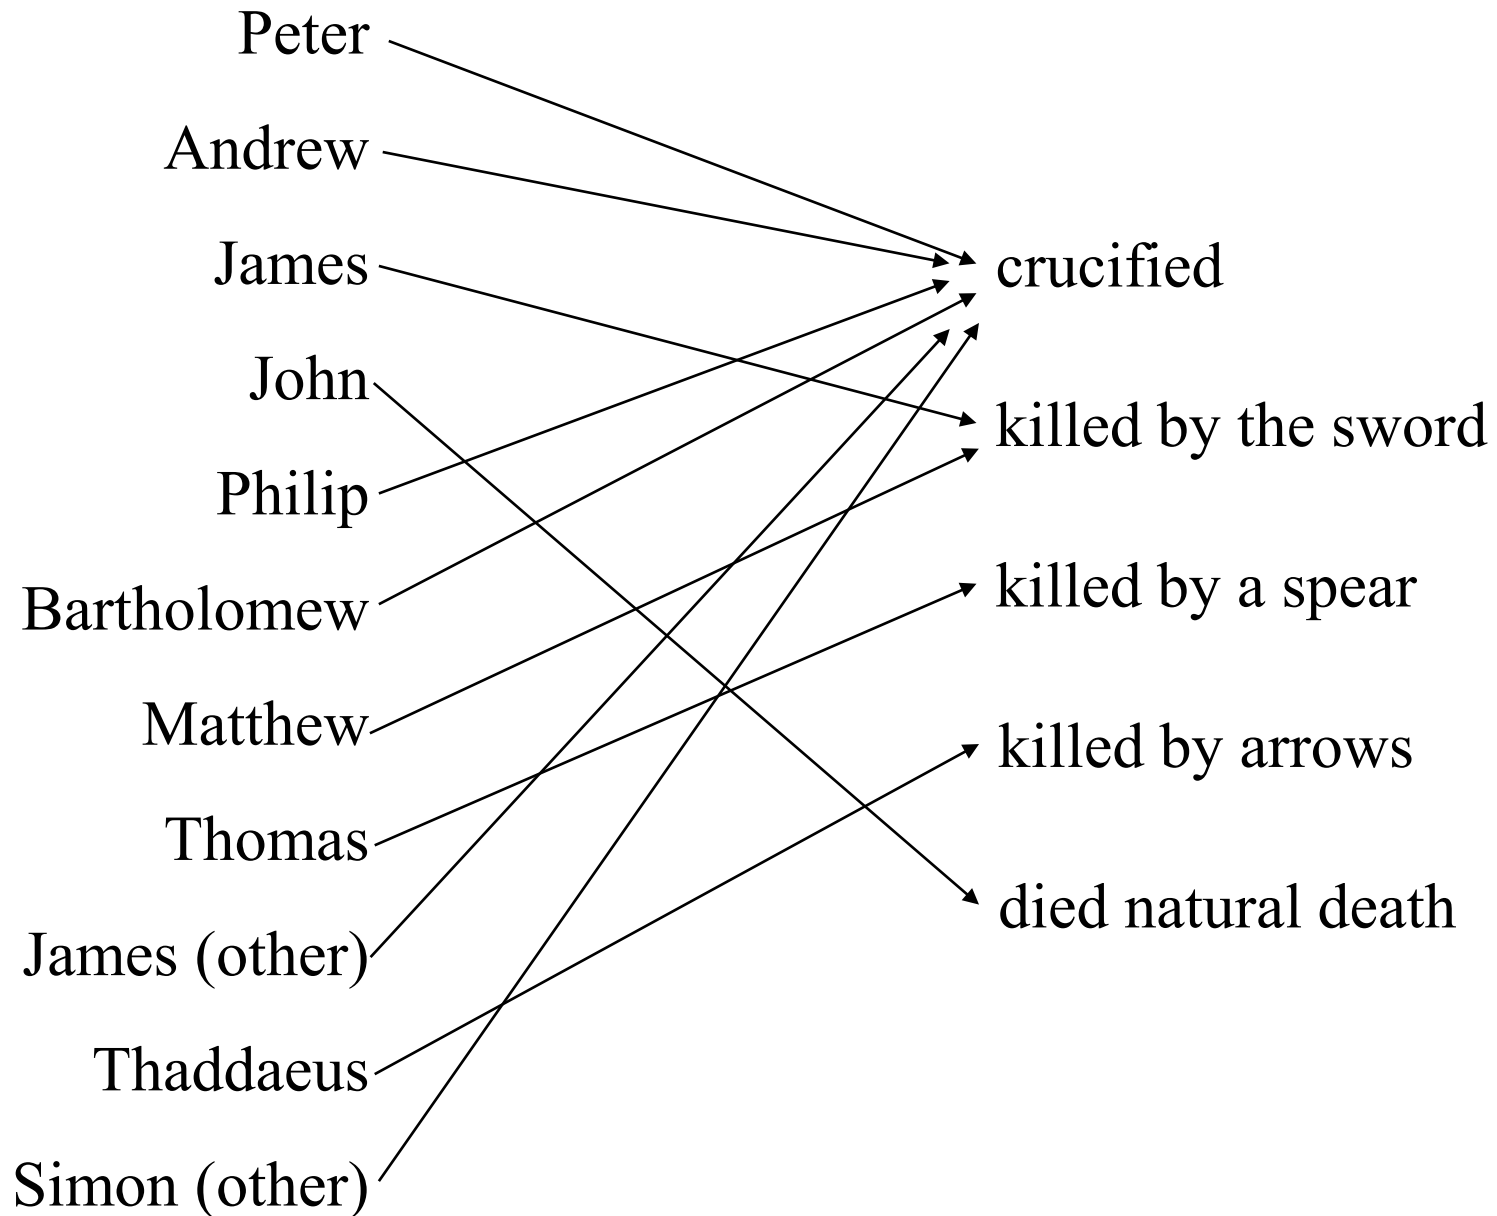 Peter
Andrew
James
John
Philip
Bartholomew
Matthew
Thomas
James (other)
Thaddaeus
Simon (other)
crucified
killed by the sword
killed by a spear
killed by arrows
died natural death